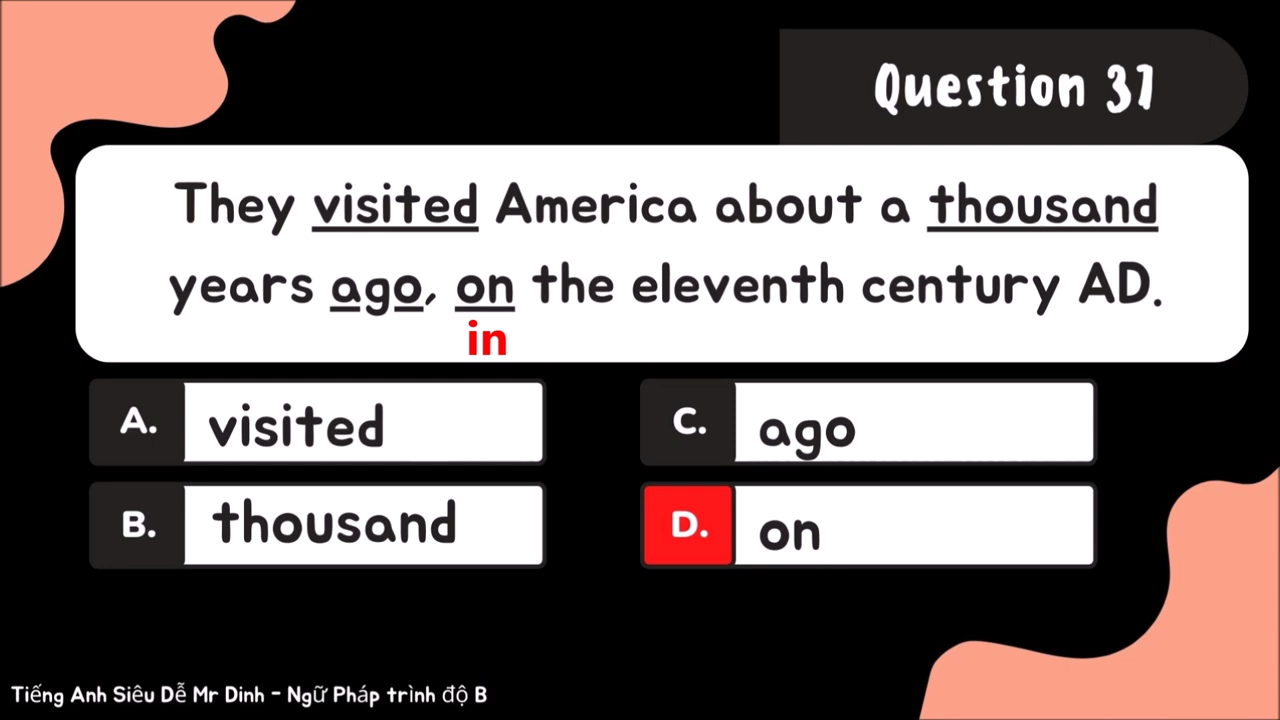 Question 37
They visited America about a thousand
years ago, on the eleventh century AD.
in
A. visited
C. ago
B. thousand
D. on
Tiếng Anh Siêu Dễ Mr Dinh - Ngữ Pháp trình độ B